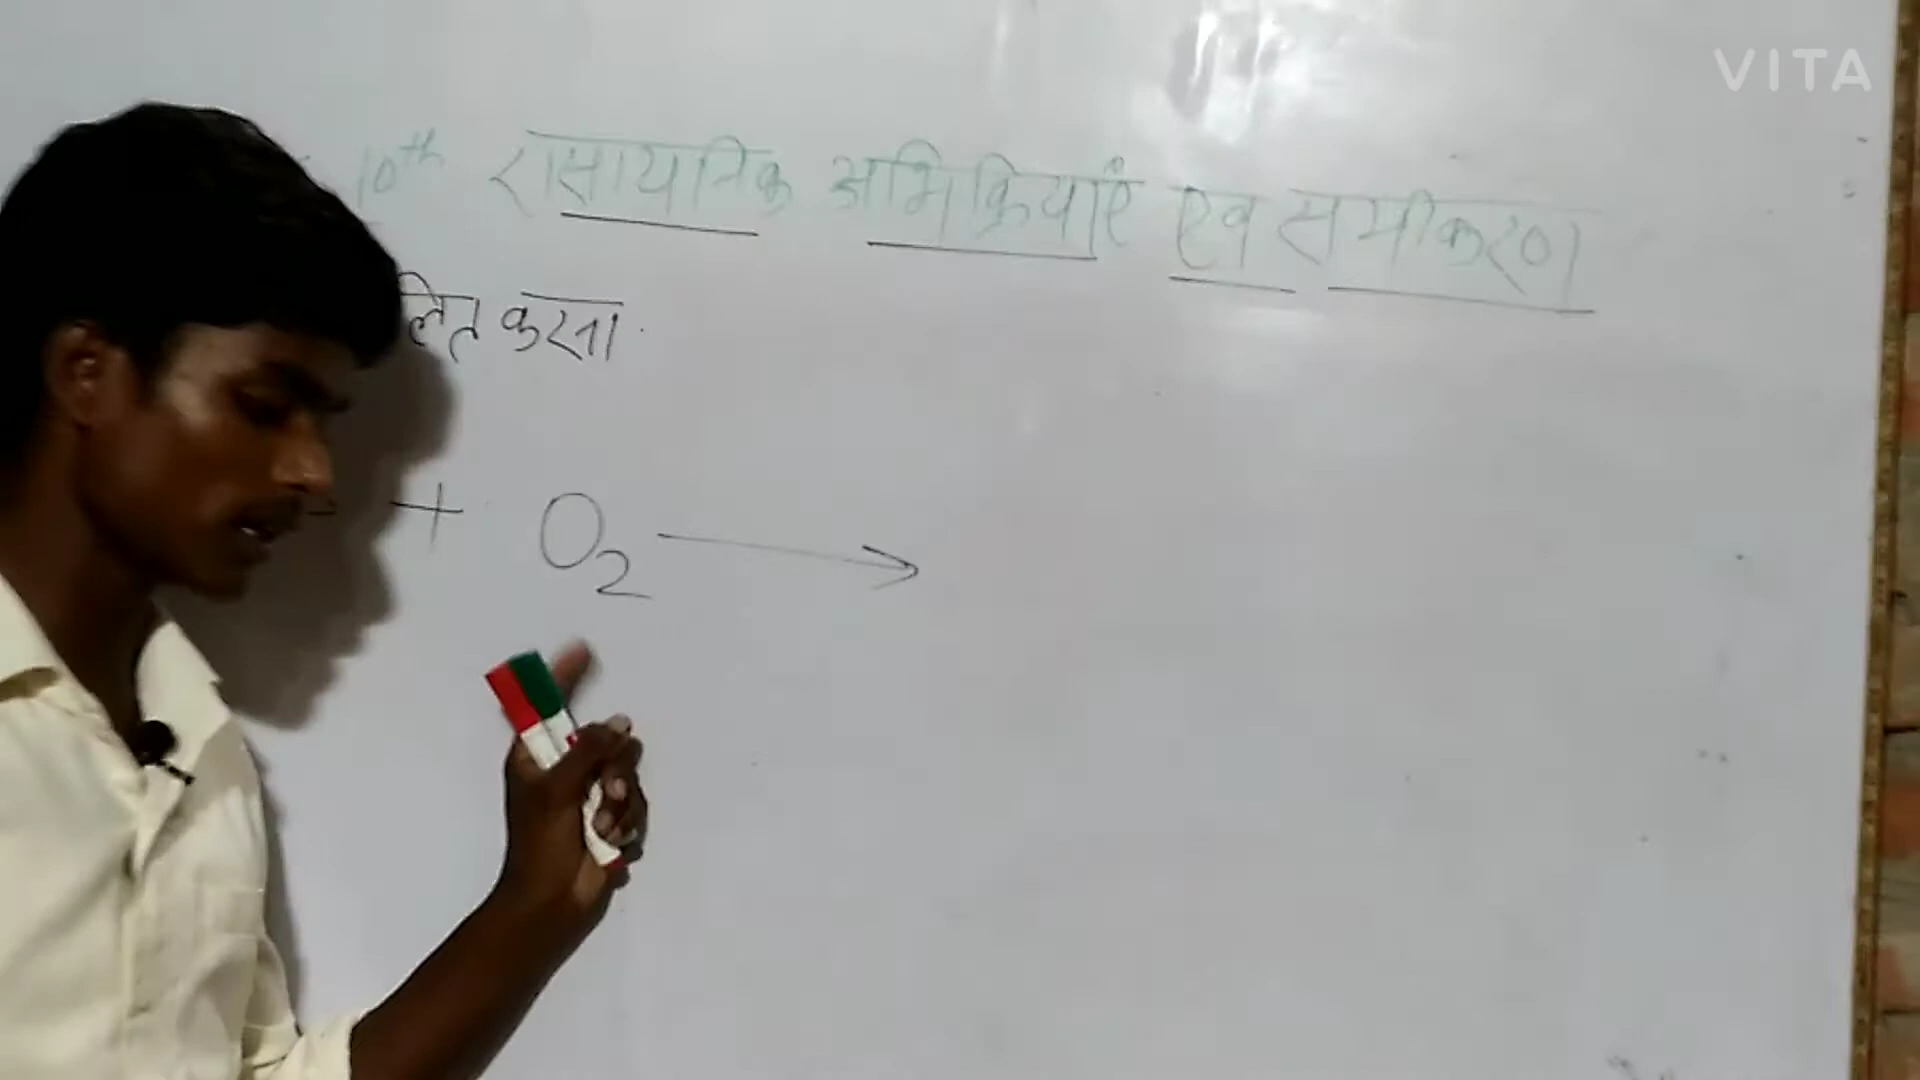 VITA
10th रासायनिक अभिक्रियाएं एव समीकरण
लित करना
+ O2 →